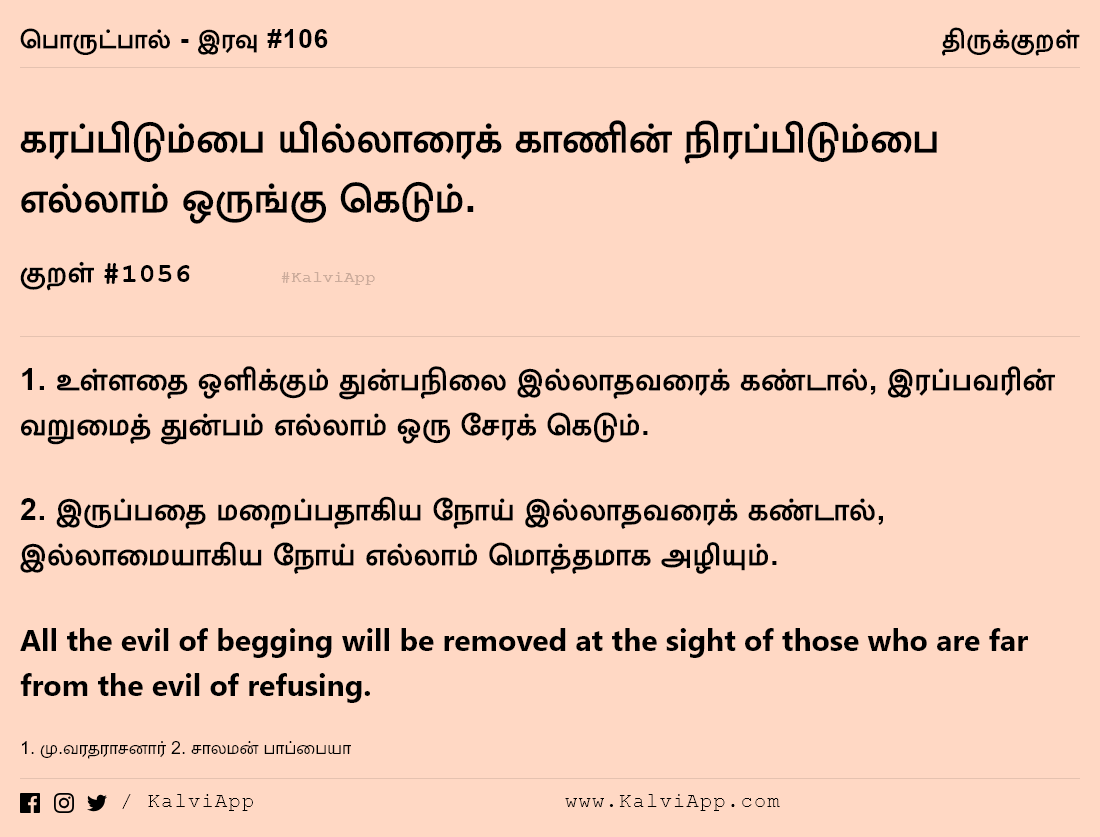 பொருட்பால் - இரவு #106
திருக்குறள்
கரப்பிடும்பை யில்லாரைக் காணின் நிரப்பிடும்பை
எல்லாம் ஒருங்கு கெடும்.
குறள் #1056
#KalviApp
1. உள்ளதை ஒளிக்கும் துன்பநிலை இல்லாதவரைக் கண்டால், இரப்பவரின்
வறுமைத் துன்பம் எல்லாம் ஒரு சேரக் கெடும்.
2. இருப்பதை மறைப்பதாகிய நோய் இல்லாதவரைக் கண்டால்,
இல்லாமையாகிய நோய் எல்லாம் மொத்தமாக அழியும்.
All the evil of begging will be removed at the sight of those who are far
from the evil of refusing.
1. மு.வரதராசனார் 2. சாலமன் பாப்பையா
/ KalviApp
www.KalviApp.com